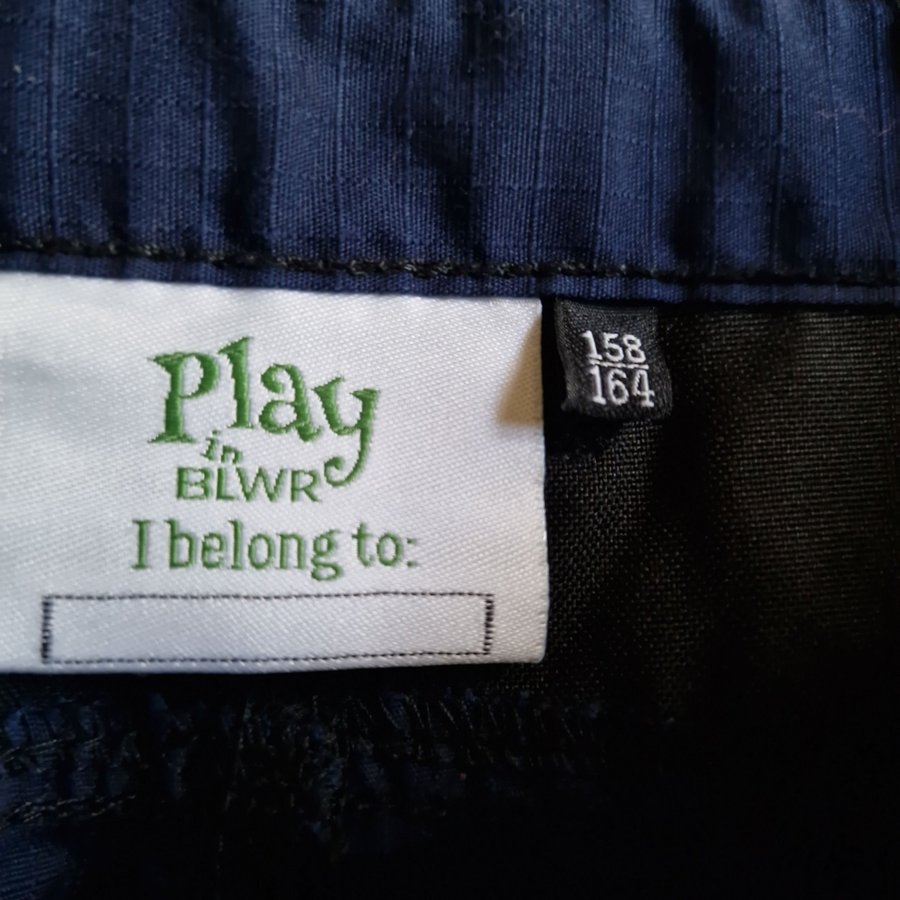 Play
in
BLWR
I belong to:
158
164